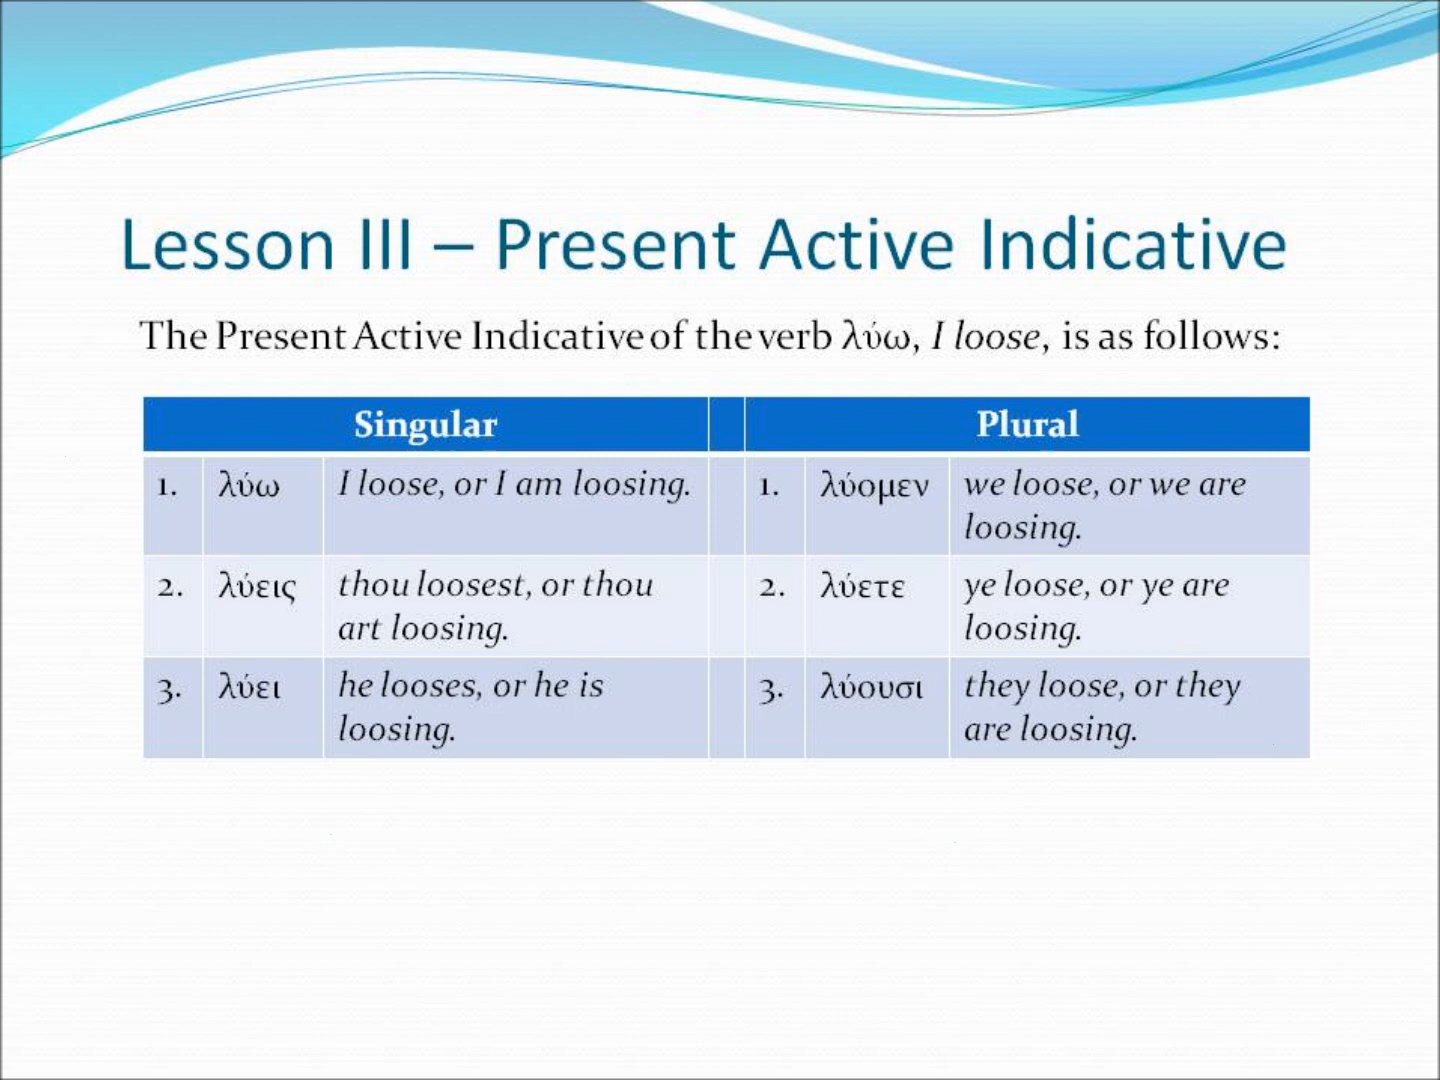 Lesson III – Present Active Indicative
The Present Active Indicative of the verb λύω, I loose, is as follows:
Singular Plural
1. λύω I loose, or I am loosing. 1. λύομεν we loose, or we are
loosing.
2. λύεις thou loosest, or thou 2. λύετε ye loose, or ye are
art loosing. loosing.
3. λύει he looses, or he is 3. λύουσι they loose, or they
loosing. are loosing.